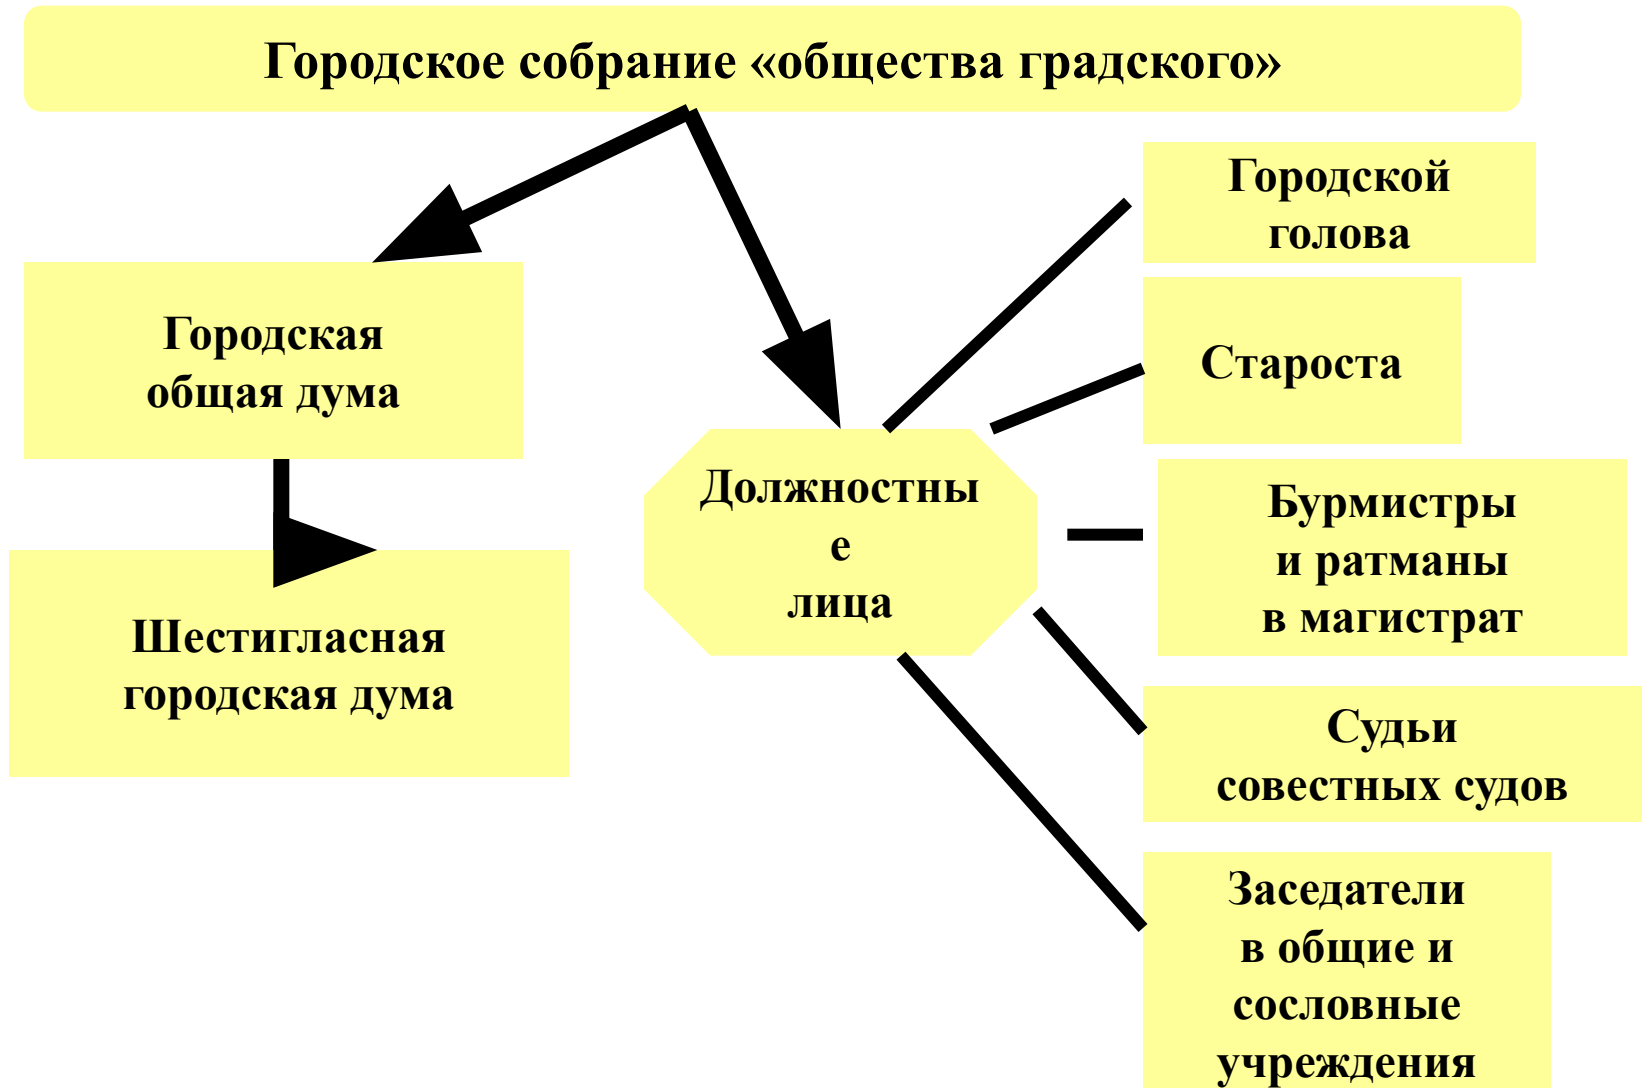 Городское собрание «общества градского»
Городская
общая дума
Шестигласная
городская дума
Должностны
е
лица
Городской
голова
Староста
Бурмистры
и ратманы
в магистрат
Судьи
совестных судов
Заседатели
в общие и
сословные
учреждения